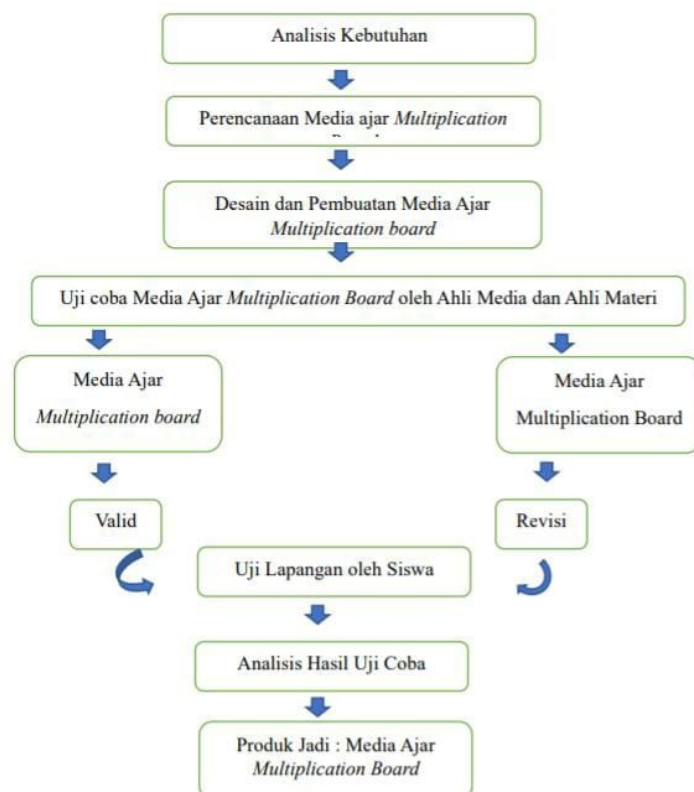 Analisis Kebutuhan
Perencanaan Media ajar Multiplication
Desain dan Pembuatan Media Ajar
Multiplication board
Uji coba Media Ajar Multiplication Board oleh Ahli Media dan Ahli Materi
Media Ajar
Multiplication board
Media Ajar
Multiplication Board
Valid
Revisi
Uji Lapangan oleh Siswa
Analisis Hasil Uji Coba
Produk Jadi : Media Ajar
Multiplication Board